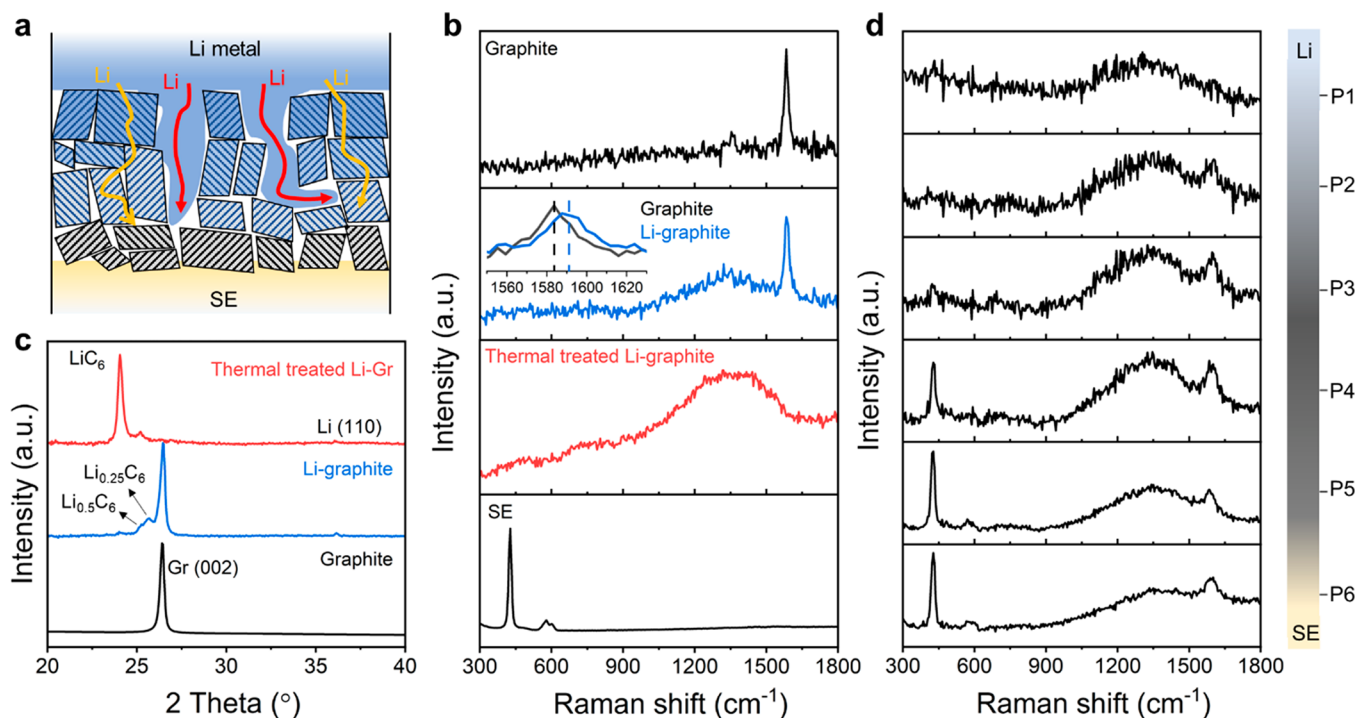 a
Li metal
Li
Li
Li
Li
SE
b
Graphite
Graphite
Li-graphite
1560 1580 1600 1620
Thermal treated Li-graphite
SE
Intensity (a.u.)
300 600 900 1200 1500 1800
Raman shift (cm⁻¹)
c
LiC₆
Thermal treated Li-Gr
Li (110)
Li₀.₂₅C₆
Li₀.₅C₆
Li-graphite
Gr (002)
Graphite
Intensity (a.u.)
20 25 30 35 40
2 Theta (°)
d
Intensity (a.u.)
300 600 900 1200 1500 1800
Raman shift (cm⁻¹)
Li
P1
P2
P3
P4
P5
P6
SE